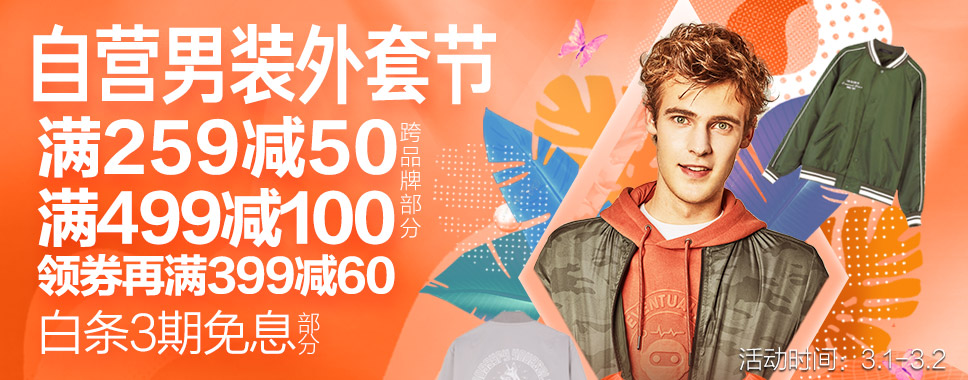 自营男装外套节
满259减50
满499减100
跨品牌部分
领券再满399减60
白条3期免息部分
活动时间：3.1-3.2